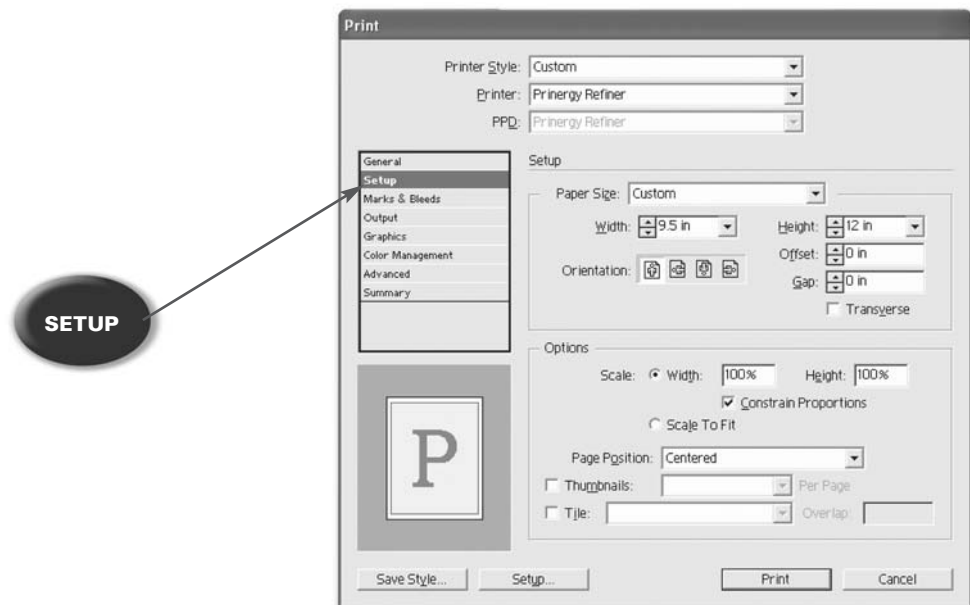 Print
Printer Style: Custom
Printer: Prinergy Refiner
PPD: Prinergy Refiner
General
Setup
Marks & Bleeds
Output
Graphics
Color Management
Advanced
Summary
SETUP
Setup
Paper Size: Custom
Width: 9.5 in Height: 12 in
Offset: 0 in
Orientation:
Gap: 0 in
Transverse
Options
Scale: Width: 100% Height: 100%
Constrain Proportions
Scale To Fit
Page Position: Centered
Thumbnails: Per Page
Tile: Overlap:
P
Save Style... Setup... Print Cancel